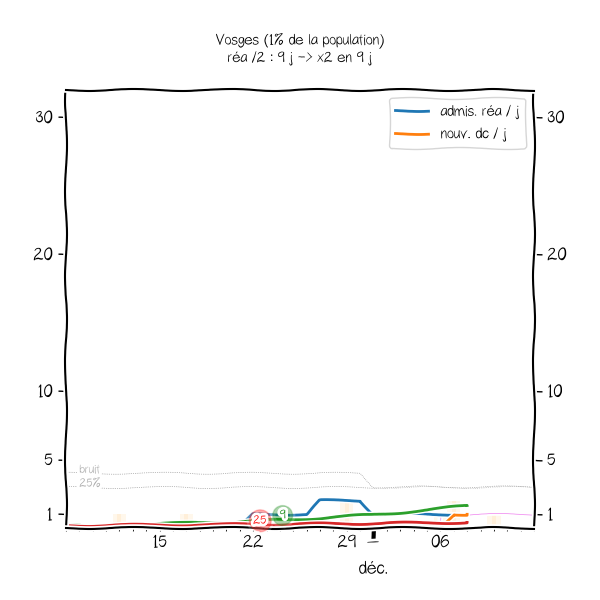 Vosges (1% de la population)
réa /2 : 9 j -> x2 en 9 j
admis. réa / j
nouv. dc / j
30
30
20
20
10
10
5
5
bruit
25%
1
25
9
1
15
22
29
06
déc.